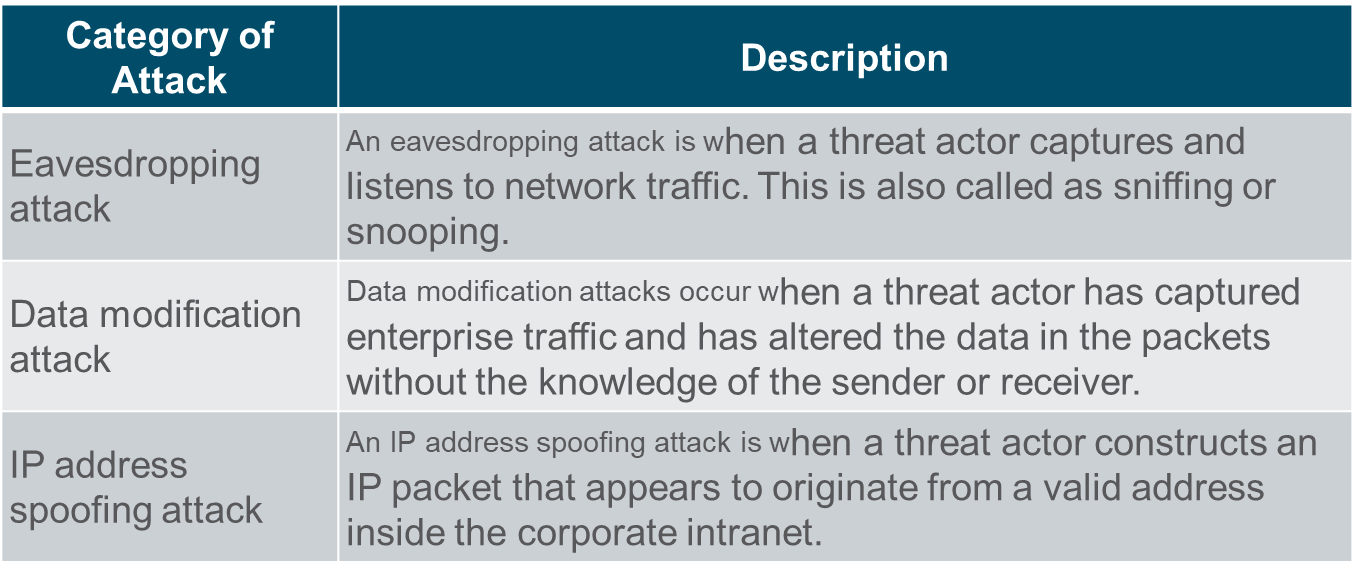 Category of
Attack
Description
Eavesdropping
attack
An eavesdropping attack is when a threat actor captures and
listens to network traffic. This is also called as sniffing or
snooping.
Data modification
attack
Data modification attacks occur when a threat actor has captured
enterprise traffic and has altered the data in the packets
without the knowledge of the sender or receiver.
IP address
spoofing attack
An IP address spoofing attack is when a threat actor constructs an
IP packet that appears to originate from a valid address
inside the corporate intranet.